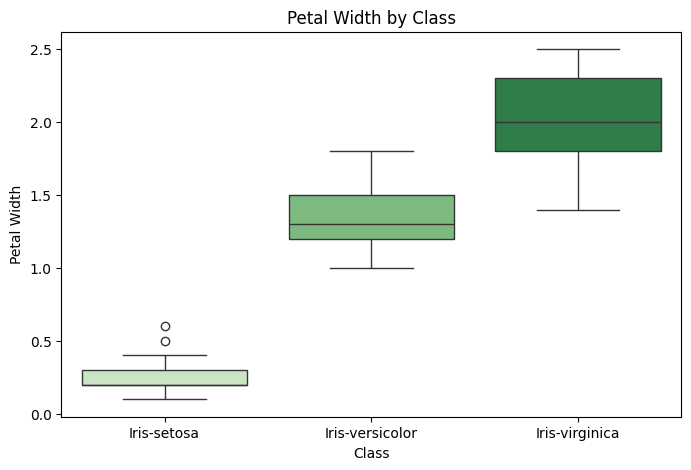 Petal Width by Class
Petal Width
2.5
2.0
1.5
1.0
0.5
0.0
Iris-setosa Iris-versicolor Iris-virginica
Class